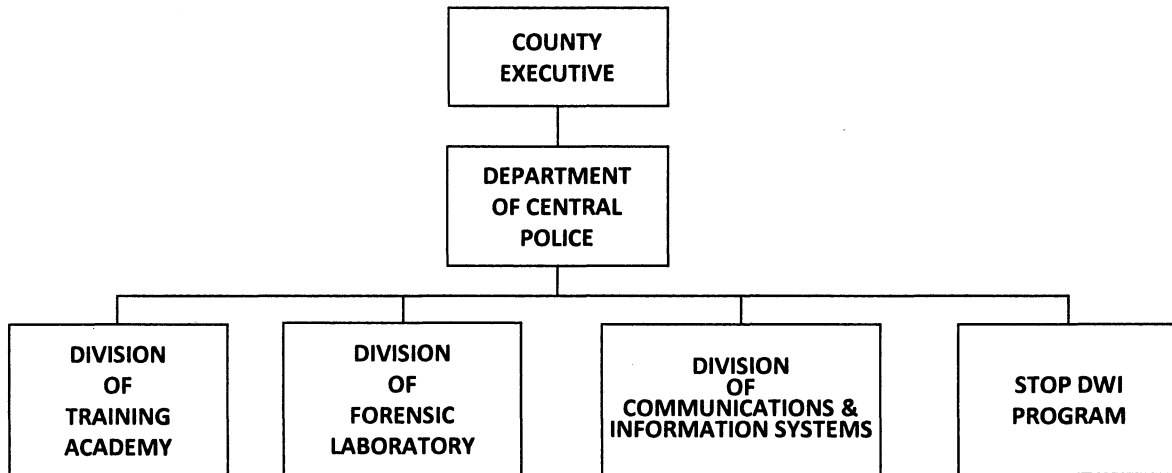 COUNTY
EXECUTIVE
DEPARTMENT
OF CENTRAL
POLICE
DIVISION
OF
TRAINING
ACADEMY
DIVISION
OF
FORENSIC
LABORATORY
DIVISION
OF
COMMUNICATIONS &
INFORMATION SYSTEMS
STOP DWI
PROGRAM